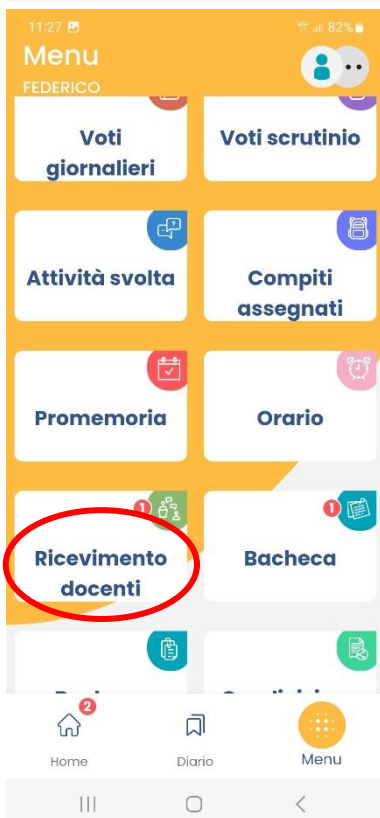 11:27 82%
Menu
FEDERICO
Voti
giornalieri
Voti scrutinio
Attività svolta
Compiti
assegnati
Promemoria
Orario
1
Ricevimento
docenti
1
Bacheca
2
Home
Diario
Menu